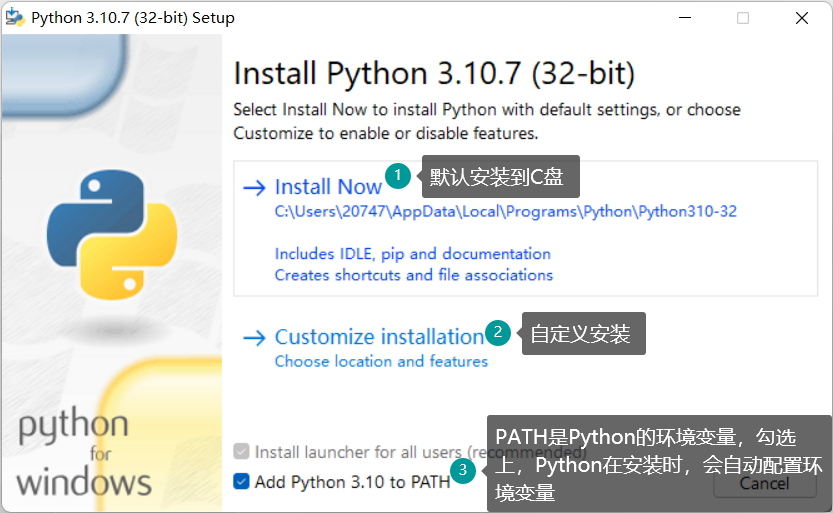 Python 3.10.7 (32-bit) Setup
Install Python 3.10.7 (32-bit)
Select Install Now to install Python with default settings, or choose
Customize to enable or disable features.
Install Now
1
默认安装到C盘
C:\Users\20747\AppData\Local\Programs\Python\Python310-32
Includes IDLE, pip and documentation
Creates shortcuts and file associations
Customize installation
2
自定义安装
Choose location and features
python
for
windows
Install launcher for all users (recommended)
Add Python 3.10 to PATH
3
PATH是Python的环境变量，勾选
上，Python在安装时，会自动配置环
境变量
Cancel